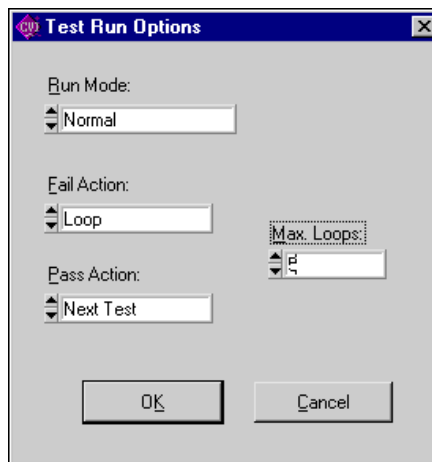 Test Run Options
Run Mode:
Normal
Fail Action:
Loop
Max. Loops:
Pass Action:
Next Test
OK
Cancel